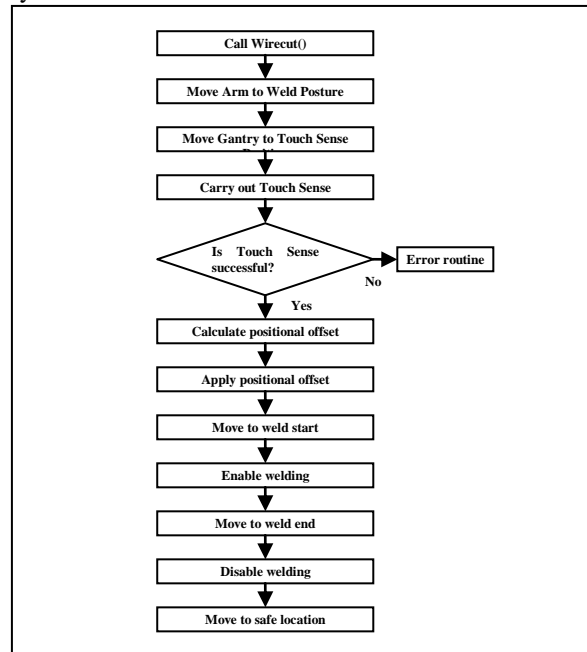 Call Wirecut()
Move Arm to Weld Posture
Move Gantry to Touch Sense
Carry out Touch Sense
Is Touch Sense
successful?
Error routine
No
Yes
Calculate positional offset
Apply positional offset
Move to weld start
Enable welding
Move to weld end
Disable welding
Move to safe location